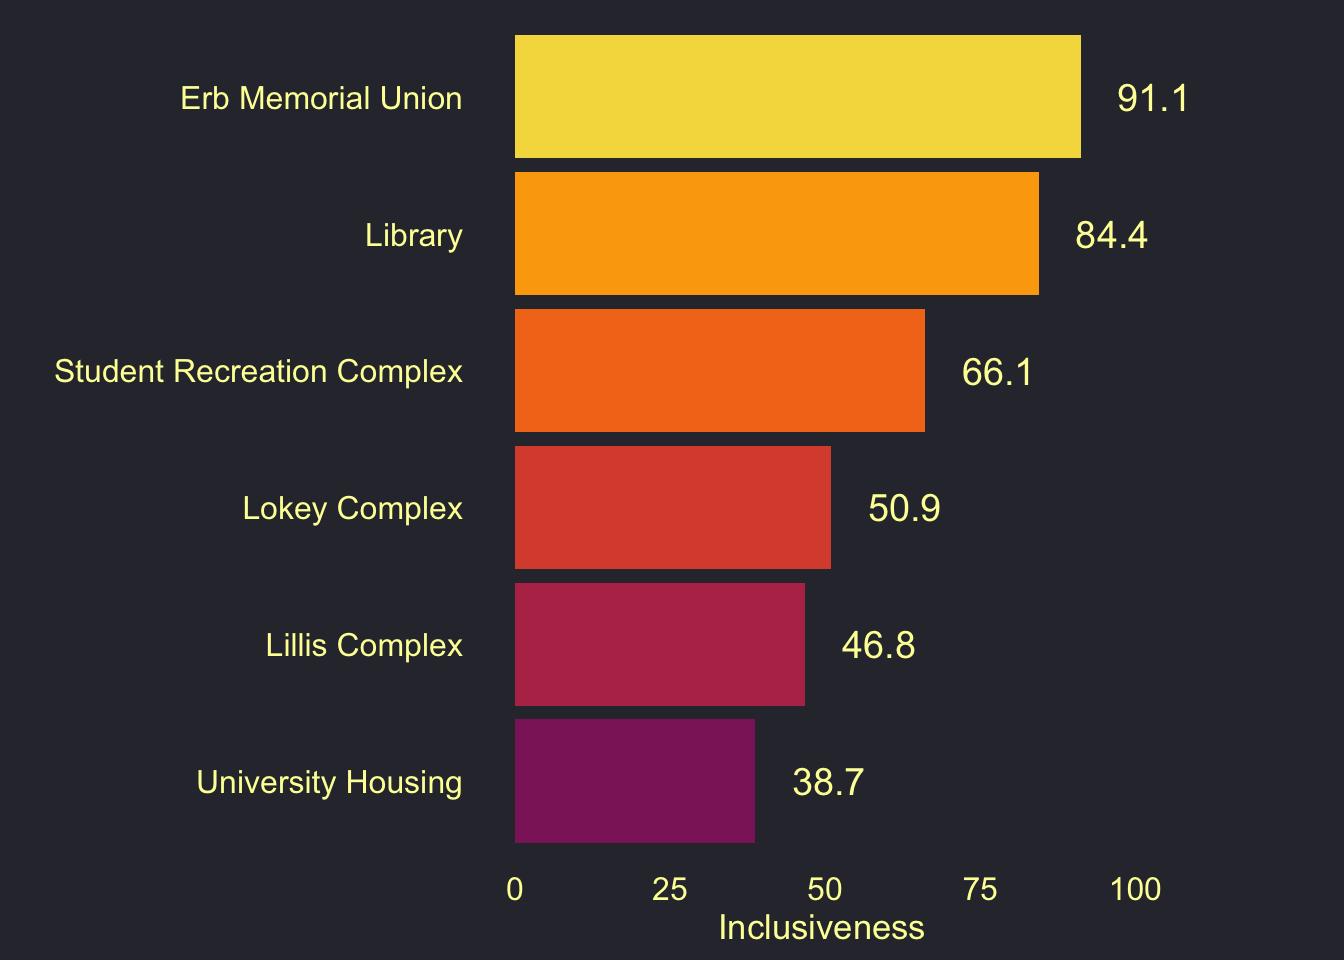 Erb Memorial Union 91.1
Library 84.4
Student Recreation Complex 66.1
Lokey Complex 50.9
Lillis Complex 46.8
University Housing 38.7
0 25 50 75 100
Inclusiveness